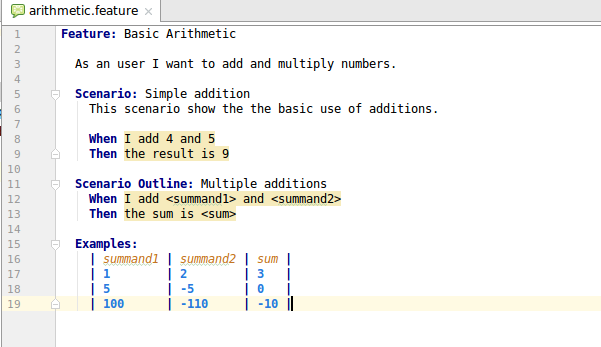 arithmetic.feature
1 Feature: Basic Arithmetic
2
3 As an user I want to add and multiply numbers.
4
5 Scenario: Simple addition
6 This scenario show the the basic use of additions.
7
8 When I add 4 and 5
9 Then the result is 9
10
11 Scenario Outline: Multiple additions
12 When I add <summand1> and <summand2>
13 Then the sum is <sum>
14
15 Examples:
16 | summand1 | summand2 | sum |
17 | 1 | 2 | 3 |
18 | 5 | -5 | 0 |
19 | 100 | -110 | -10 |